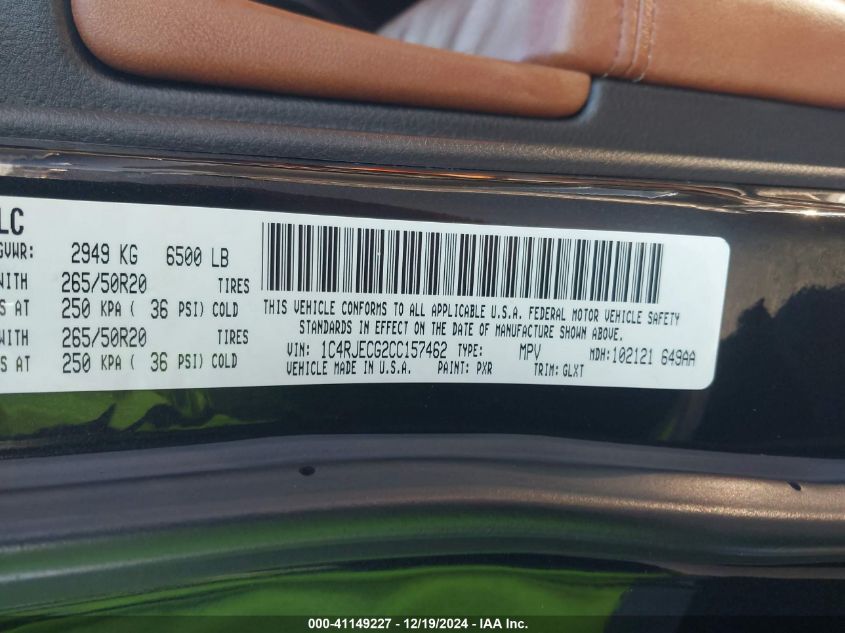 LC
GVWR: 2949 KG 6500 LB
WITH 265/50R20 TIRES
S AT 250 KPA ( 36 PSI) COLD
WITH 265/50R20 TIRES
S AT 250 KPA ( 36 PSI) COLD
THIS VEHICLE CONFORMS TO ALL APPLICABLE U.S.A. FEDERAL MOTOR VEHICLE SAFETY
STANDARDS IN EFFECT ON THE DATE OF MANUFACTURE SHOWN ABOVE.
VIN: 1C4RJECG2CC157462 TYPE: MPV MDH:102121 649AA
VEHICLE MADE IN U.S.A. PAINT: PXR TRIM: GLXT
000-41149227 - 12/19/2024 - IAA Inc.